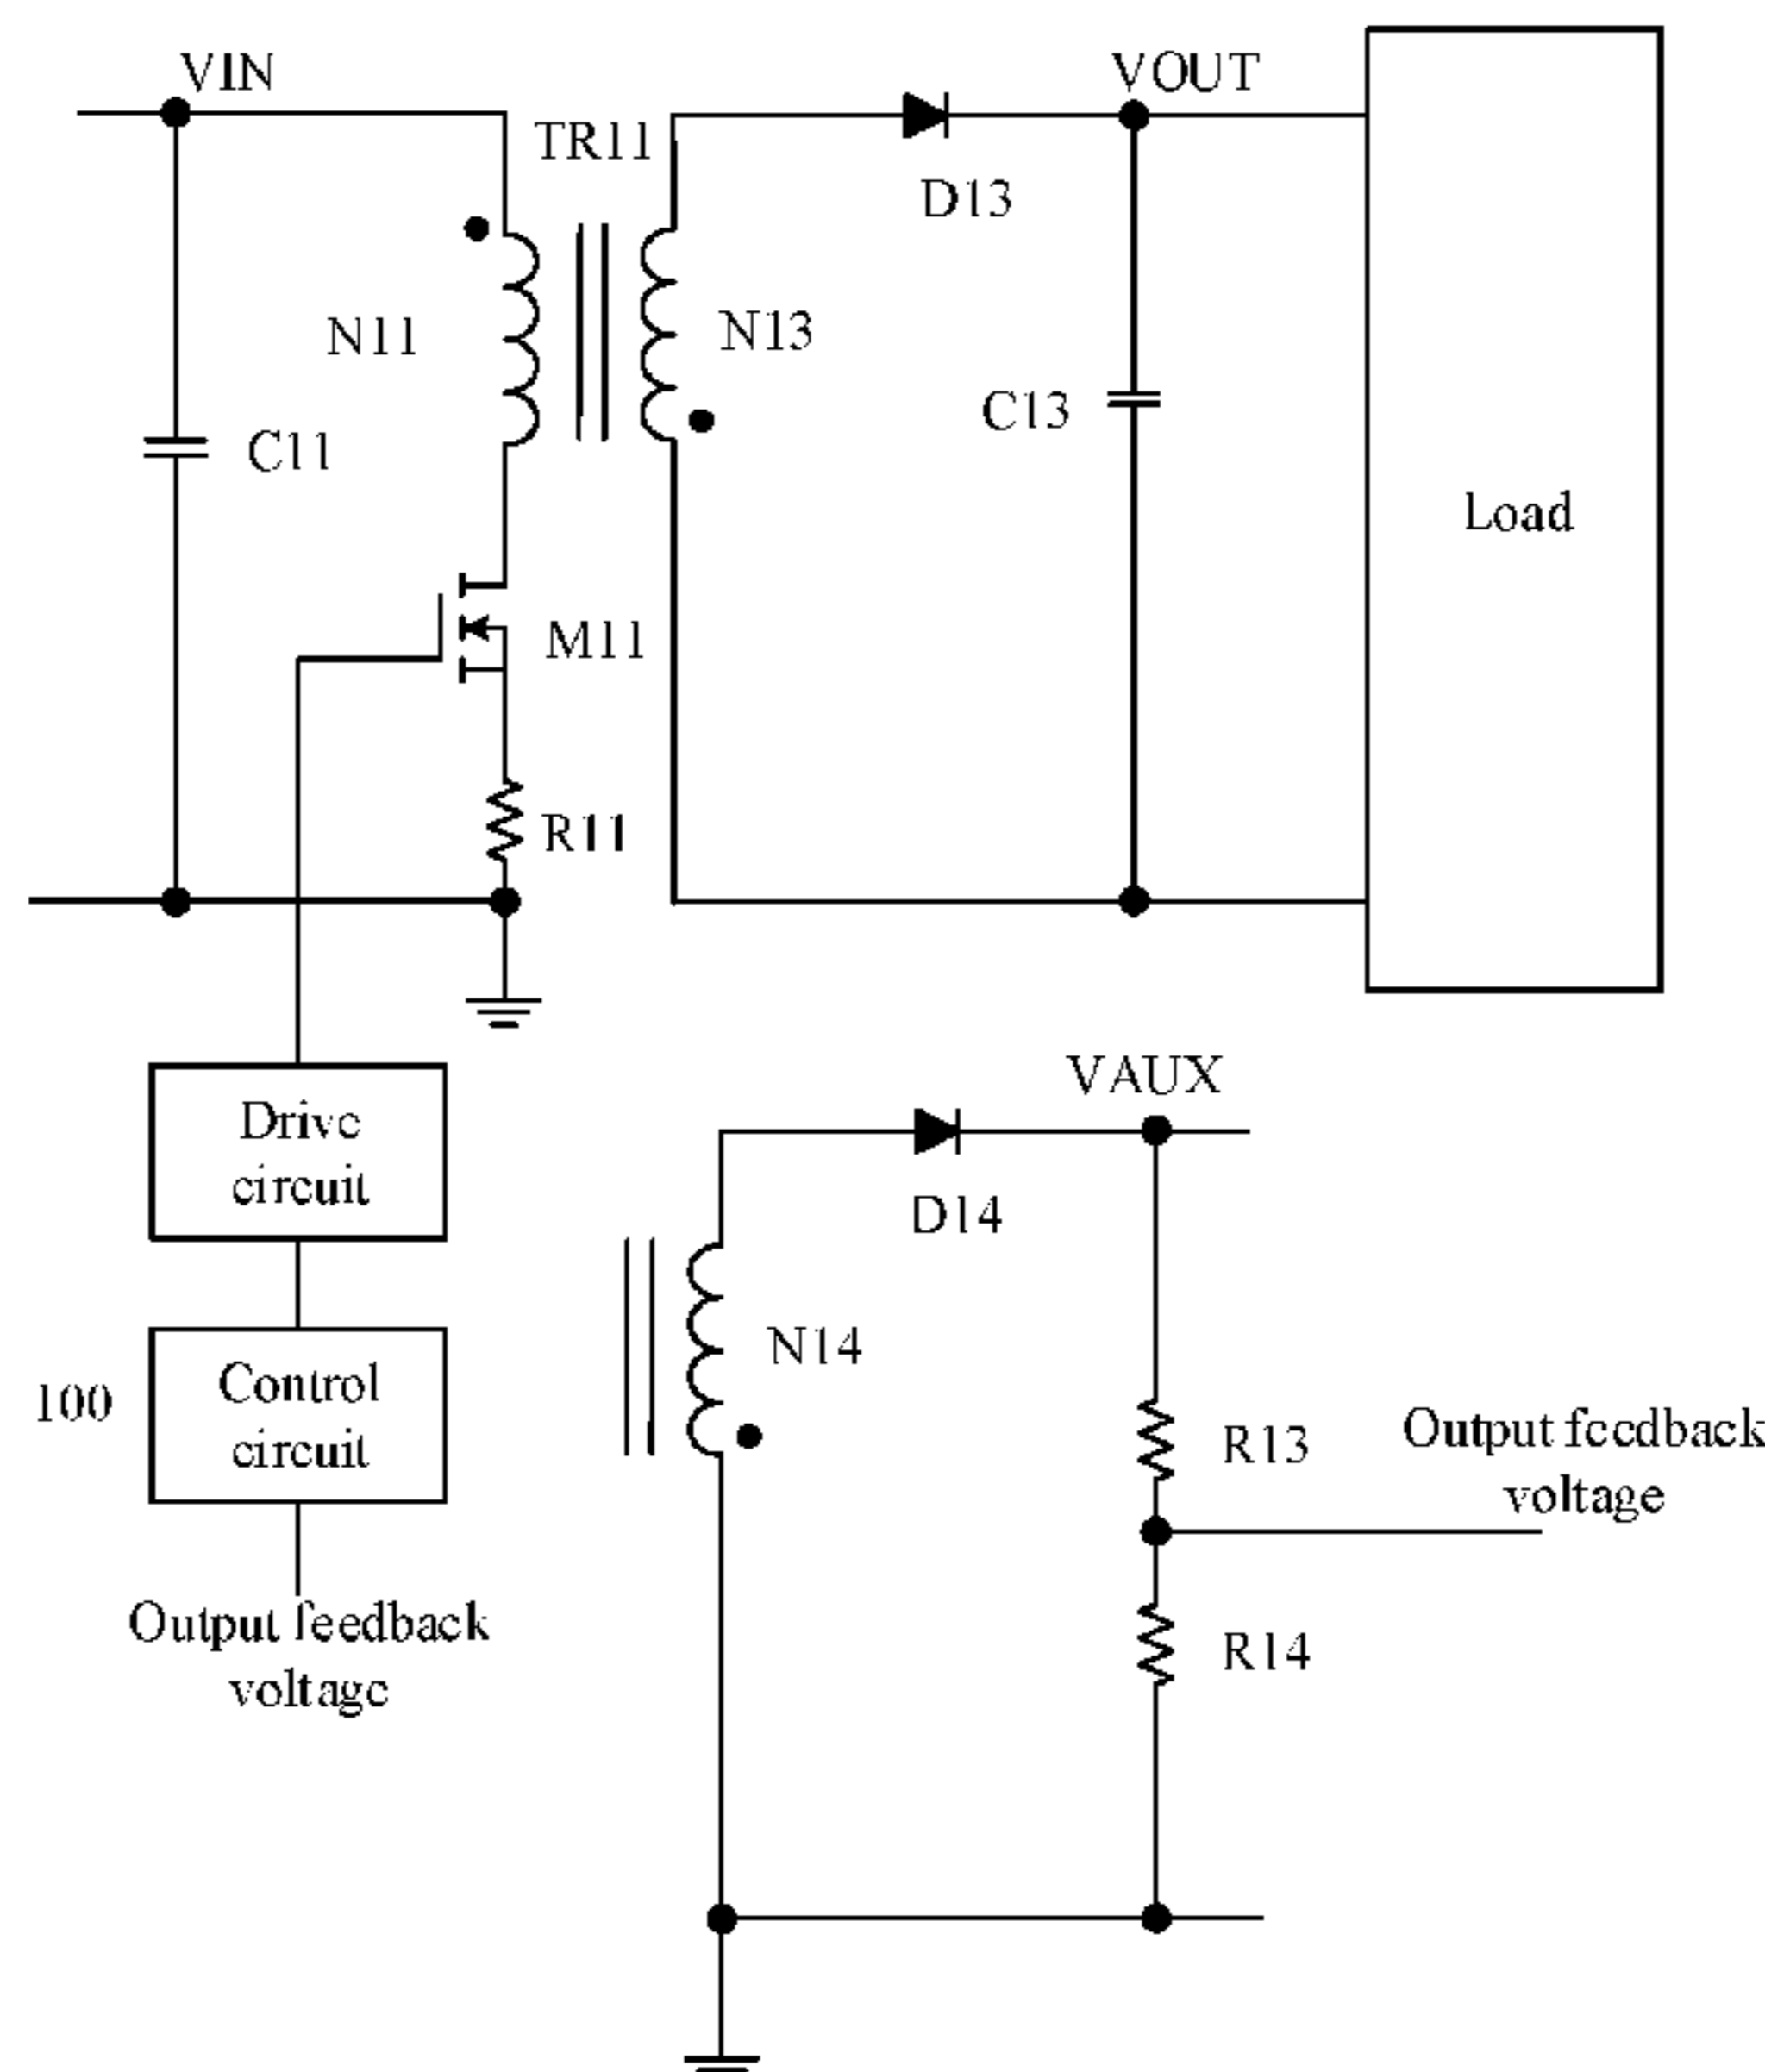 VIN
VOUT
TR11
D13
N11
N13
C13
C11
Load
M11
R11
VAUX
Drive
circuit
D14
N14
100
Control
circuit
R13
Output feedback
voltage
R14
Output feedback
voltage